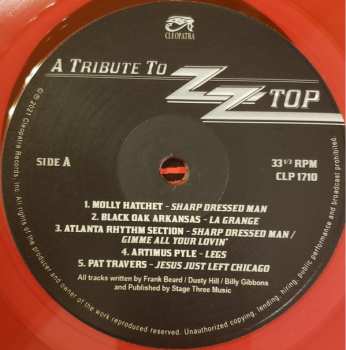 CLEOPATRA
A TRIBUTE TO ZZ TOP
SIDE A
33 1/3 RPM
CLP 1710
1. MOLLY HATCHET - SHARP DRESSED MAN
2. BLACK OAK ARKANSAS - LA GRANGE
3. ATLANTA RHYTHM SECTION - SHARP DRESSED MAN /
GIMME ALL YOUR LOVIN'
4. ARTIMUS PYLE - LEGS
5. PAT TRAVERS - JESUS JUST LEFT CHICAGO
All tracks written by Frank Beard / Dusty Hill / Billy Gibbons
and Published by Stage Three Music
℗ © 2021 Cleopatra Records, Inc. All rights of the producer and owner of the work reproduced reserved. Unauthorized copying, lending, hiring, public performance and broadcast prohibited.